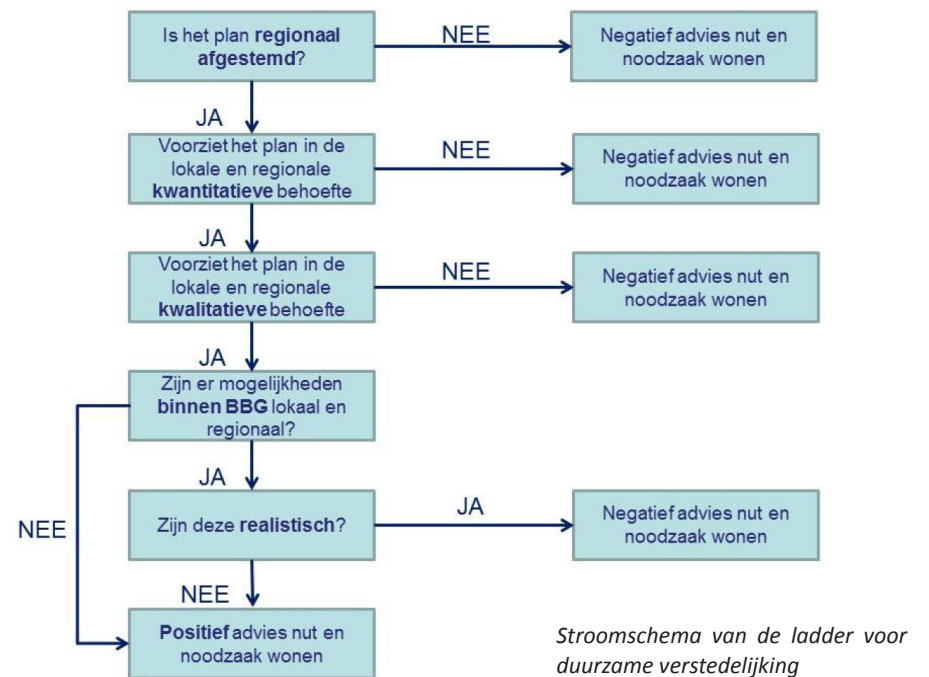 Is het plan regionaal
afgestemd?
NEE
Negatief advies nut en
noodzaak wonen
JA
Voorziet het plan in de
lokale en regionale
kwantitatieve behoefte
NEE
Negatief advies nut en
noodzaak wonen
JA
Voorziet het plan in de
lokale en regionale
kwalitatieve behoefte
NEE
Negatief advies nut en
noodzaak wonen
JA
Zijn er mogelijkheden
binnen BBG lokaal en
regionaal?
JA
NEE
Zijn deze realistisch?
JA
Negatief advies nut en
noodzaak wonen
NEE
Positief advies nut en
noodzaak wonen
Stroomschema van de ladder voor
duurzame verstedelijking